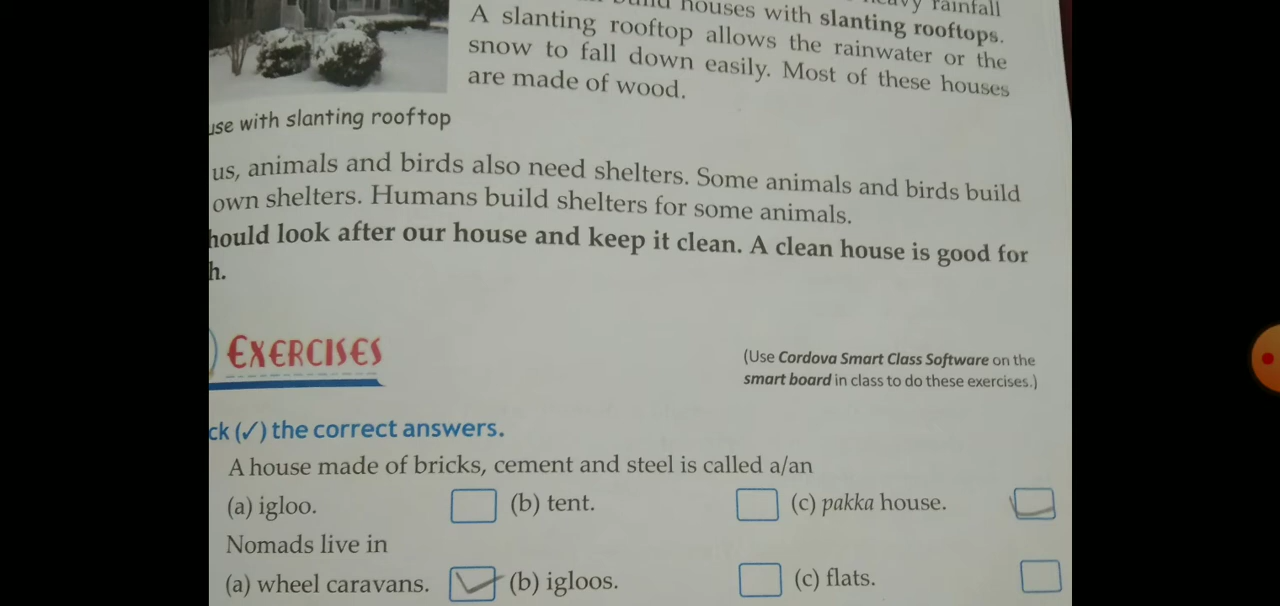 rainfall
houses with slanting rooftops.
A slanting rooftop allows the rainwater or the
snow to fall down easily. Most of these houses
are made of wood.
with slanting rooftop
us, animals and birds also need shelters. Some animals and birds build
own shelters. Humans build shelters for some animals.
look after our house and keep it clean. A clean house is good for
h.
EXERCISES
(Use Cordova Smart Class Software on the
smart board in class to do these exercises.)
ck (✓) the correct answers.
A house made of bricks, cement and steel is called a/an
(a) igloo. (b) tent. (c) pakka house.
Nomads live in
(a) wheel caravans. (b) igloos. (c) flats.